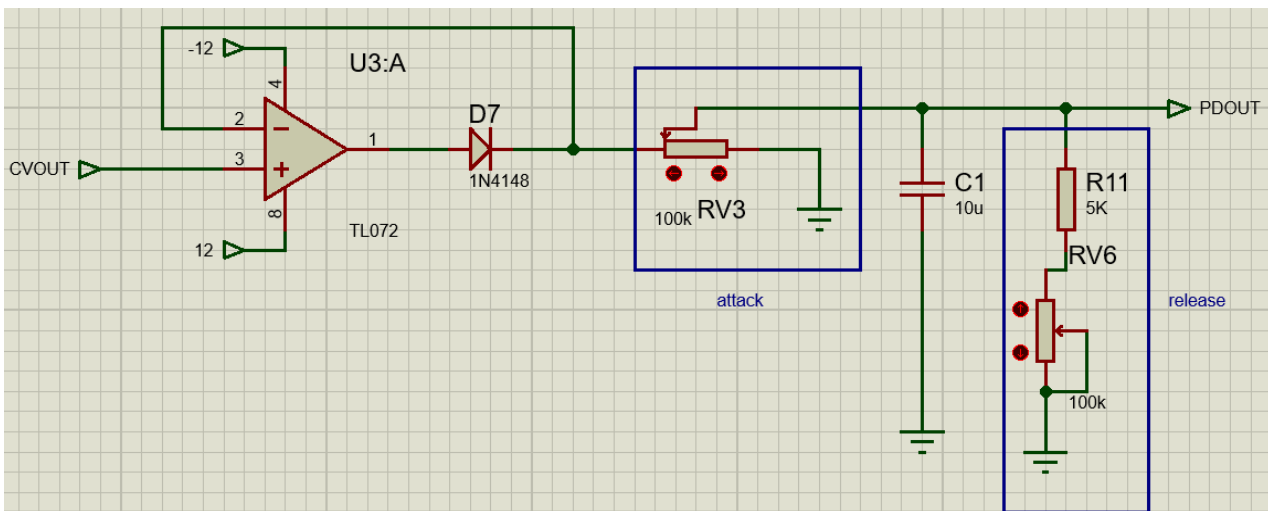 -12
U3:A
4
2
1
3
8
CVOUT
TL072
12
D7
1N4148
100k
RV3
attack
PDOUT
C1
10u
R11
5K
RV6
release
100k